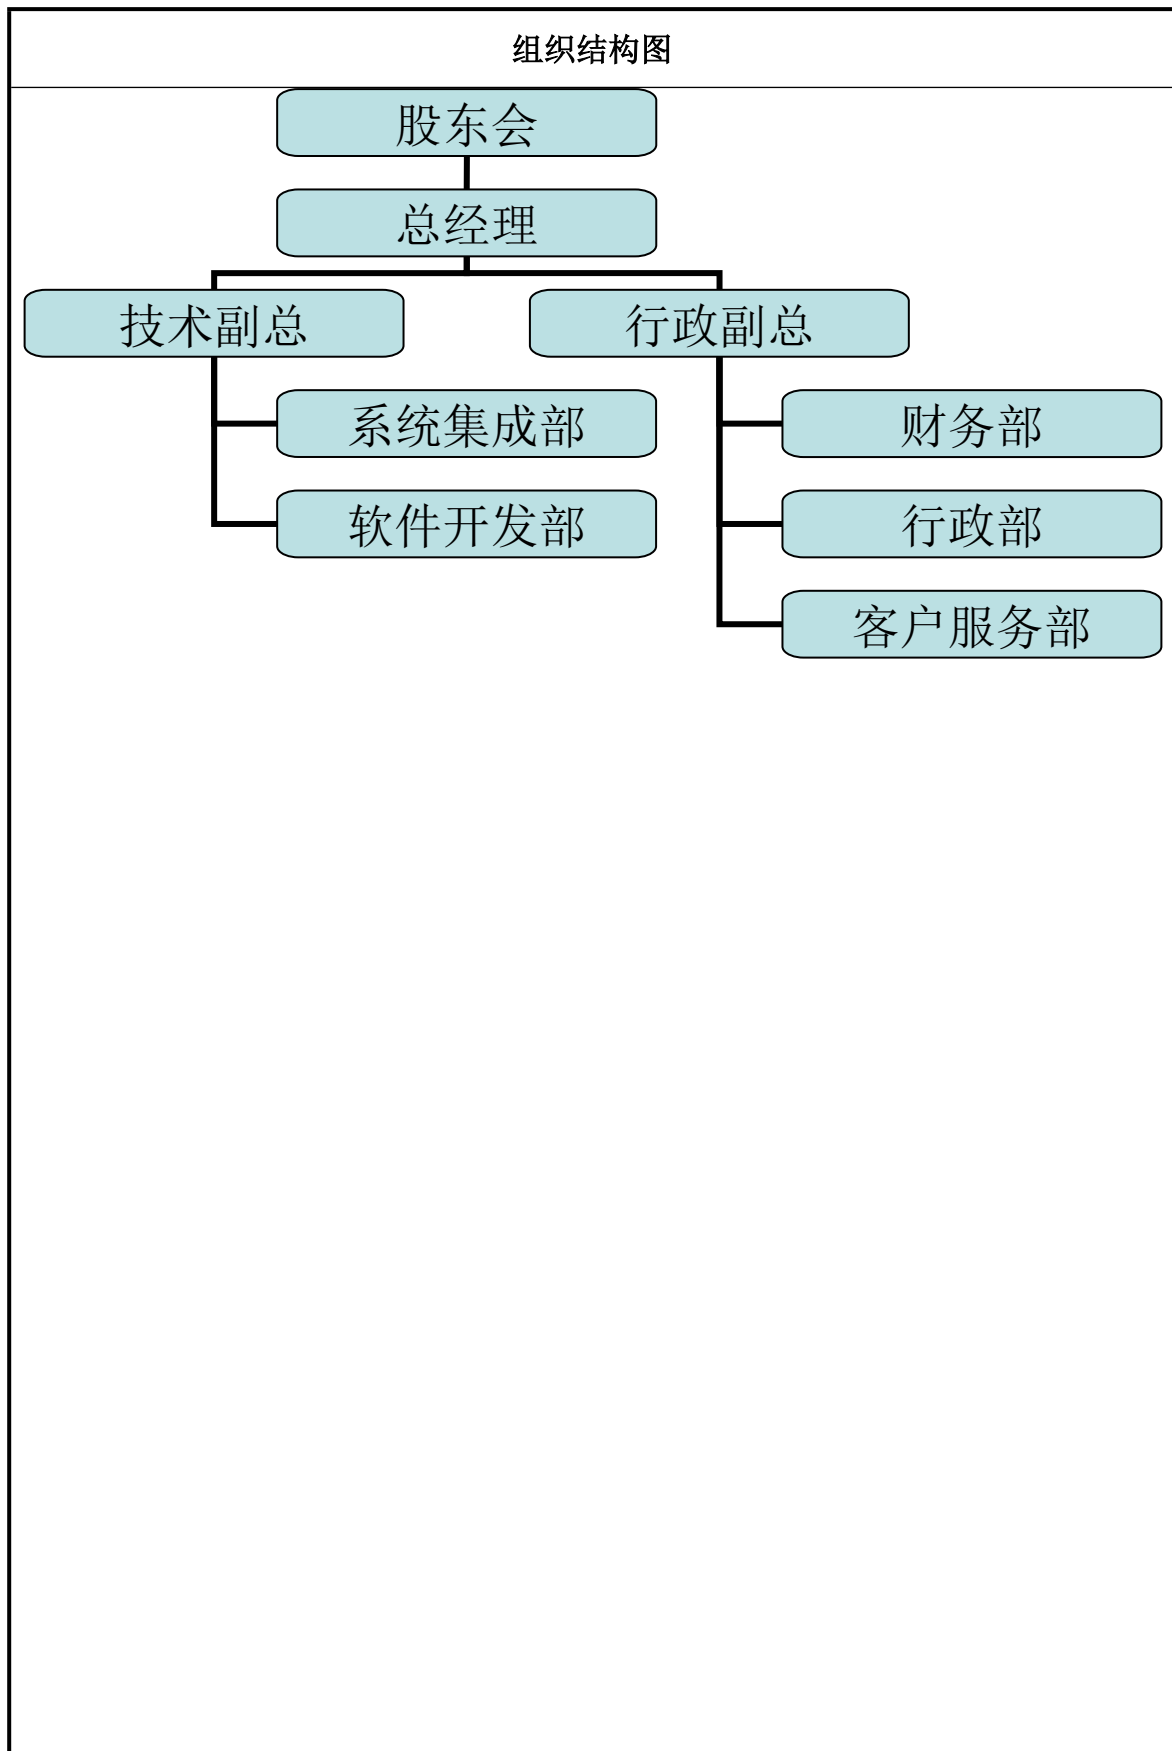 组织结构图
股东会
总经理
技术副总
行政副总
系统集成部
财务部
软件开发部
行政部
客户服务部